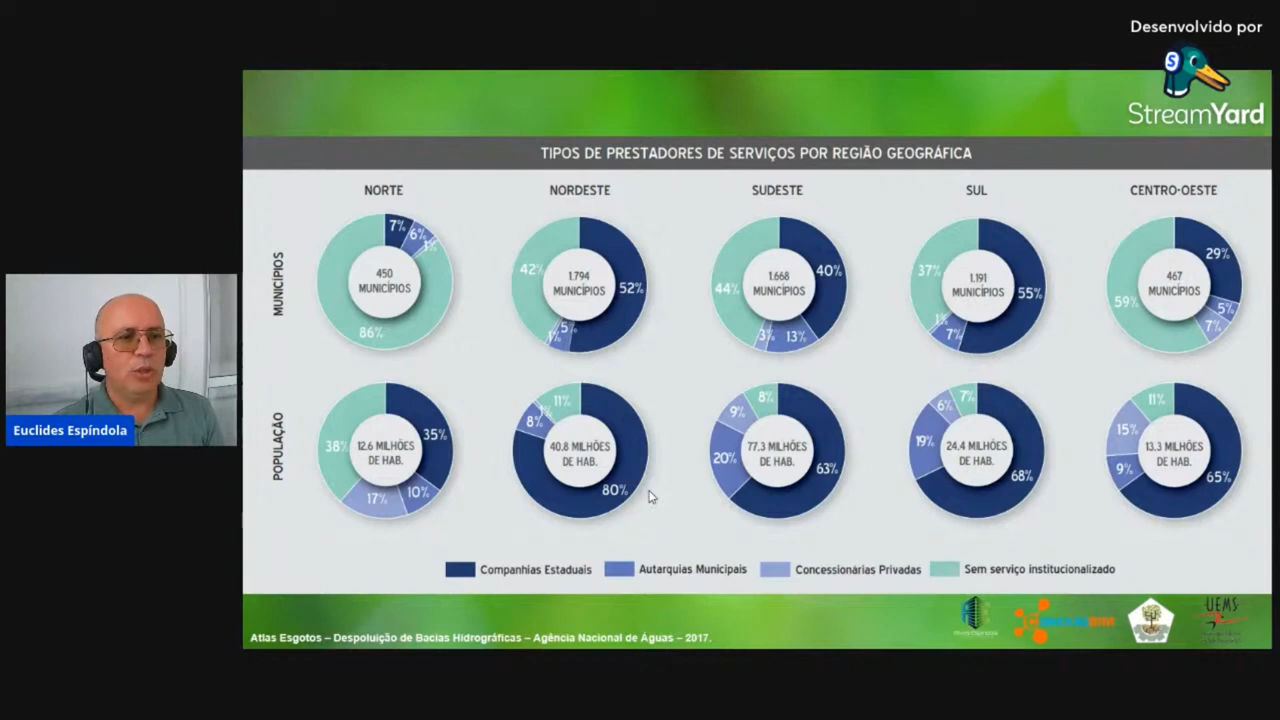 Desenvolvido por
S
StreamYard
TIPOS DE PRESTADORES DE SERVIÇOS POR REGIÃO GEOGRÁFICA
NORTE
NORDESTE
SUDESTE
SUL
CENTRO-OESTE
MUNICÍPIOS
7%
6%
1%
86%
450
MUNICÍPIOS
42%
52%
5%
1%
1.794
MUNICÍPIOS
44%
40%
13%
3%
1.668
MUNICÍPIOS
37%
55%
7%
1%
1.191
MUNICÍPIOS
59%
29%
5%
7%
467
MUNICÍPIOS
POPULAÇÃO
38%
35%
10%
17%
12.6 MILHÕES
DE HAB.
11%
1%
8%
80%
40.8 MILHÕES
DE HAB.
8%
9%
20%
63%
77.3 MILHÕES
DE HAB.
7%
6%
19%
68%
24.4 MILHÕES
DE HAB.
11%
15%
9%
65%
13.3 MILHÕES
DE HAB.
Euclides Espíndola
Companhias Estaduais
Autarquias Municipais
Concessionárias Privadas
Sem serviço institucionalizado
Atlas Esgotos – Despoluição de Bacias Hidrográficas – Agência Nacional de Águas – 2017.
UEMS